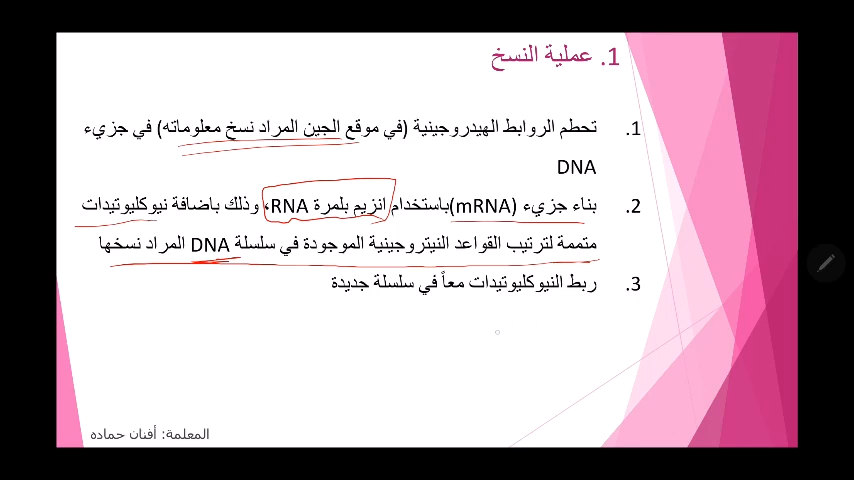 1. عملية النسخ
1. تحطم الروابط الهيدروجينية (في موقع الجين المراد نسخ معلوماته) في جزيء
DNA
2. بناء جزيء (mRNA)باستخدام انزيم بلمرة RNA، وذلك باضافة نيوكليوتيدات
متممة لترتيب القواعد النيتروجينية الموجودة في سلسلة DNA المراد نسخها
3. ربط النيوكليوتيدات معاً في سلسلة جديدة
المعلمة: أفنان حماده